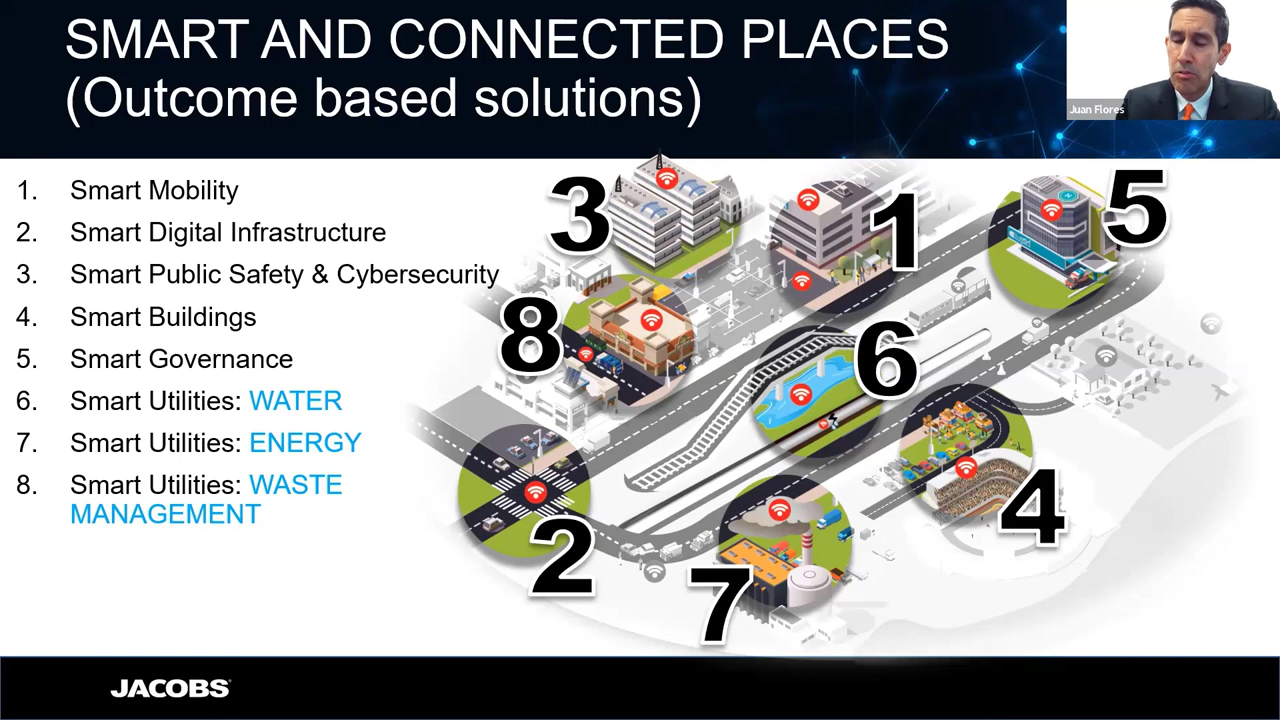 SMART AND CONNECTED PLACES
(Outcome based solutions)
Juan Flores
1. Smart Mobility
2. Smart Digital Infrastructure
3. Smart Public Safety & Cybersecurity
4. Smart Buildings
5. Smart Governance
6. Smart Utilities: WATER
7. Smart Utilities: ENERGY
8. Smart Utilities: WASTE
MANAGEMENT
3
1
5
8
6
4
2
7
JACOBS